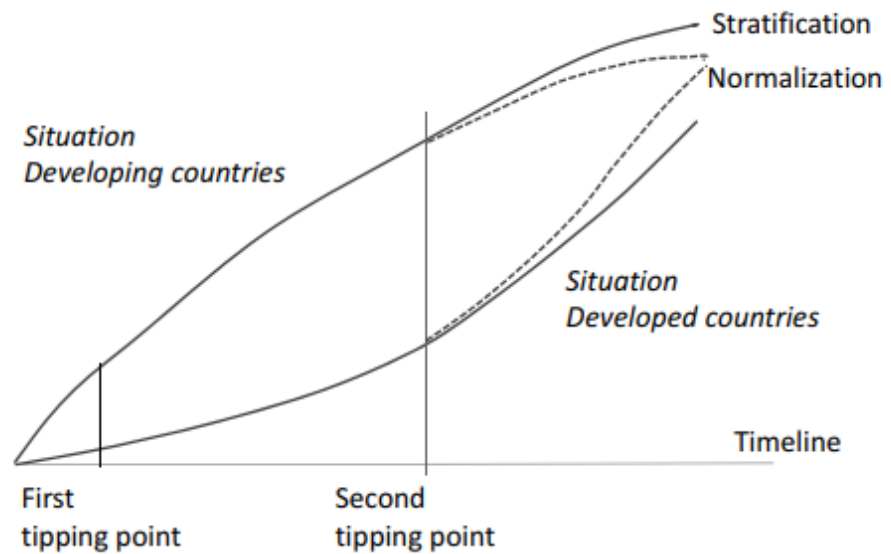 Stratification
Normalization
Situation
Developing countries
Situation
Developed countries
Timeline
First
tipping point
Second
tipping point